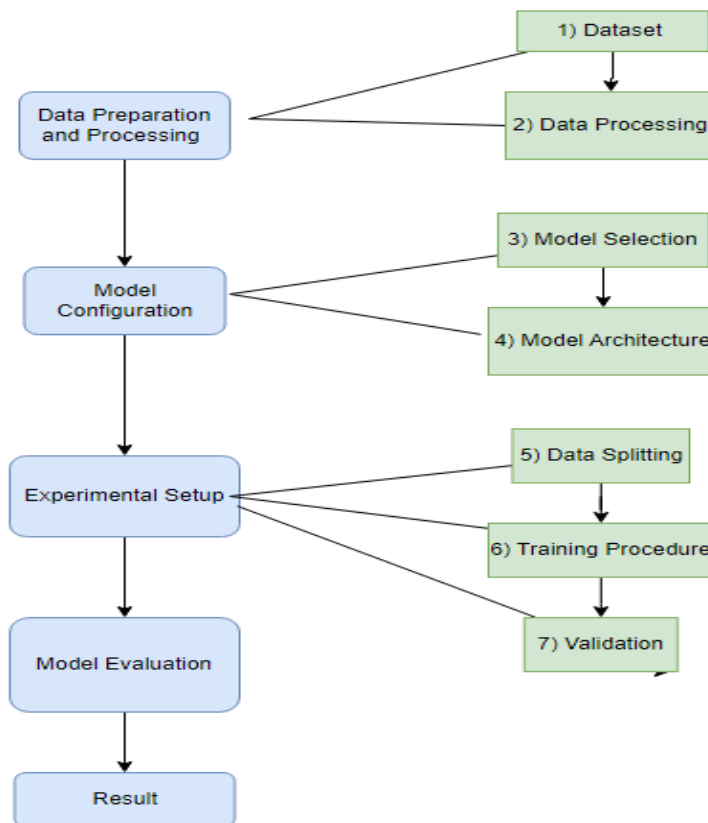 1) Dataset
Data Preparation
and Processing
2) Data Processing
3) Model Selection
Model
Configuration
4) Model Architecture
5) Data Splitting
Experimental Setup
6) Training Procedure
7) Validation
Model Evaluation
Result